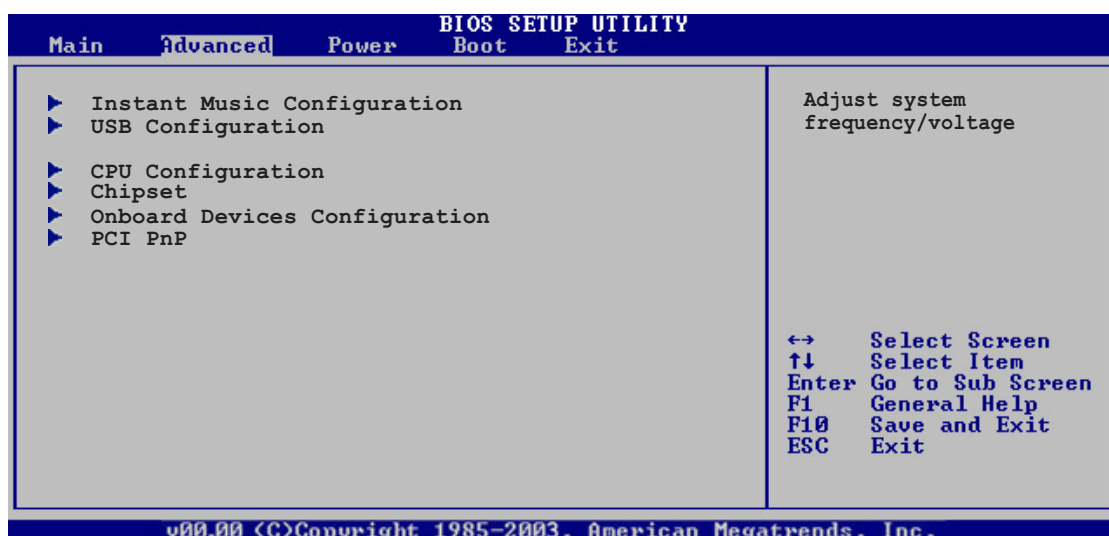 BIOS SETUP UTILITY
Main Advanced Power Boot Exit
Instant Music Configuration
USB Configuration
CPU Configuration
Chipset
Onboard Devices Configuration
PCI PnP
Adjust system
frequency/voltage
←→ Select Screen
↑↓ Select Item
Enter Go to Sub Screen
F1 General Help
F10 Save and Exit
ESC Exit
v00.00 (C)Copyright 1985-2003, American Megatrends, Inc.